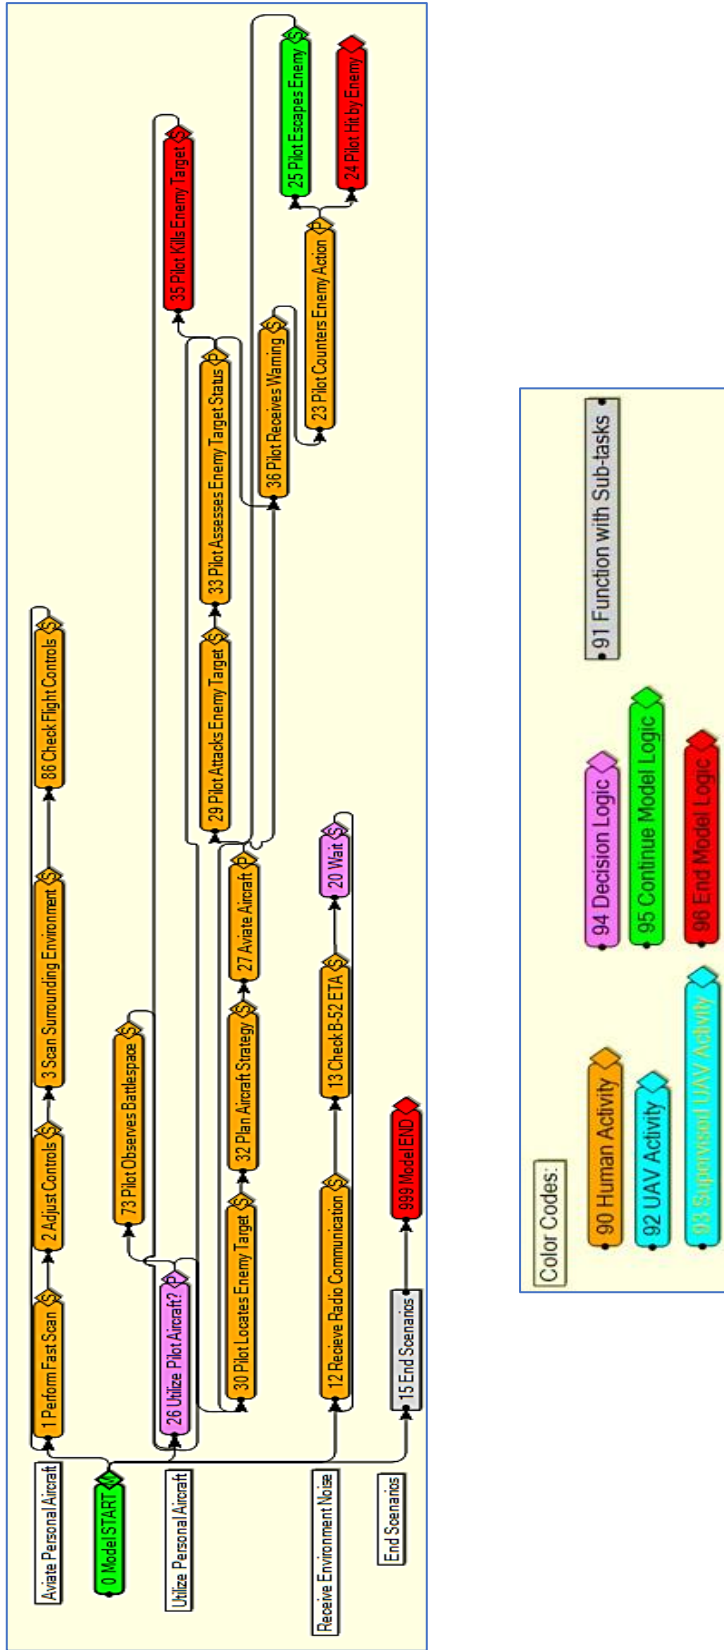 Aviate Personal Aircraft
1 Perform Fast Scan S
2 Adjust Controls S
3 Scan Surrounding Environment S
86 Check Flight Controls S
0 Model START M
Utilize Personal Aircraft
26 Utilize Pilot Aircraft? P
73 Pilot Observes Battlespace S
35 Pilot Kills Enemy Target S
30 Pilot Locates Enemy Target S
32 Plan Aircraft Strategy S
27 Aviate Aircraft P
29 Pilot Attacks Enemy Target S
33 Pilot Assesses Enemy Target Status P
36 Pilot Receives Warning S
23 Pilot Counters Enemy Action P
25 Pilot Escapes Enemy S
24 Pilot Hit by Enemy
Receive Environment Noise
12 Recieve Radio Communication S
13 Check B-52 ETA S
20 Wait S
End Scenarios
15 End Scenarios
999 Model END
Color Codes:
90 Human Activity
92 UAV Activity
93 Supervised UAV Activity
94 Decision Logic
95 Continue Model Logic
96 End Model Logic
91 Function with Sub-tasks